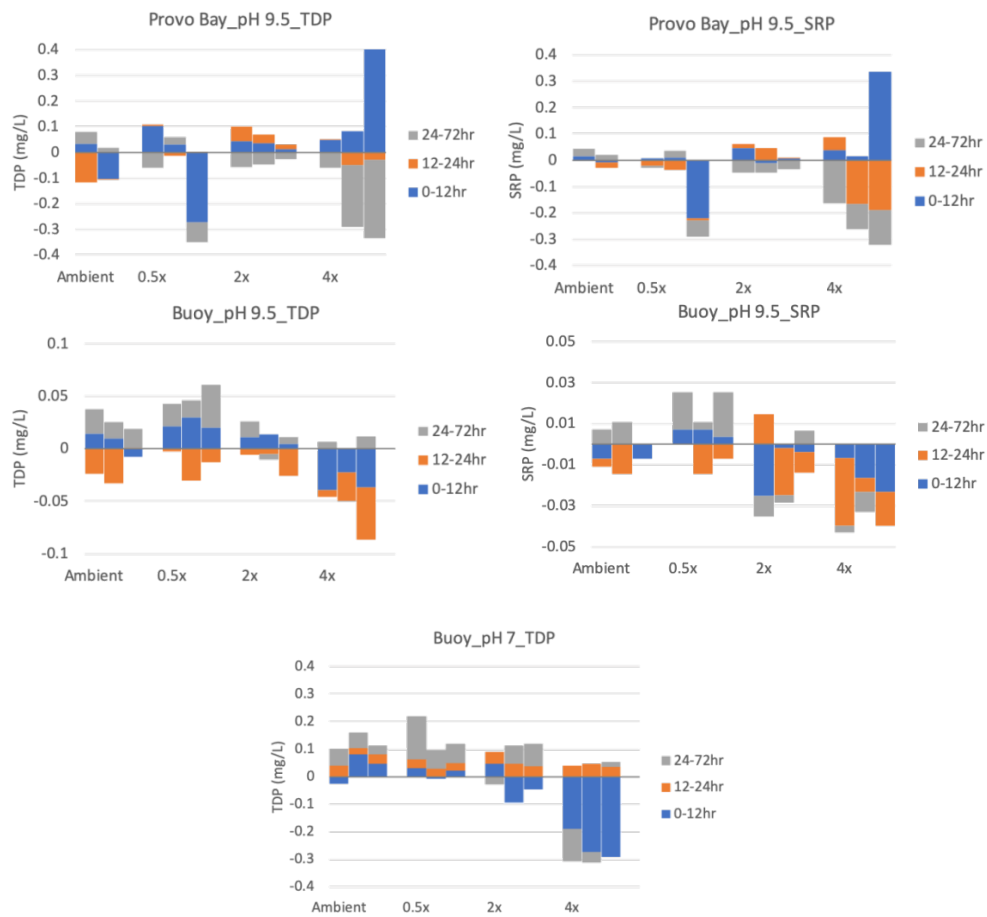 Provo Bay_pH 9.5_TDP
0.4
0.3
0.2
0.1
0
-0.1
-0.2
-0.3
-0.4
TDP (mg/L)
Ambient 0.5x 2x 4x
24-72hr
12-24hr
0-12hr
Provo Bay_pH 9.5_SRP
0.4
0.3
0.2
0.1
0
-0.1
-0.2
-0.3
-0.4
SRP (mg/L)
Ambient 0.5x 2x 4x
24-72hr
12-24hr
0-12hr
Buoy_pH 9.5_TDP
0.1
0.05
0
-0.05
-0.1
TDP (mg/L)
Ambient 0.5x 2x 4x
24-72hr
12-24hr
0-12hr
Buoy_pH 9.5_SRP
0.05
0.03
0.01
-0.01
-0.03
-0.05
SRP (mg/L)
Ambient 0.5x 2x 4x
24-72hr
12-24hr
0-12hr
Buoy_pH 7_TDP
0.4
0.3
0.2
0.1
0
-0.1
-0.2
-0.3
-0.4
TDP (mg/L)
Ambient 0.5x 2x 4x
24-72hr
12-24hr
0-12hr